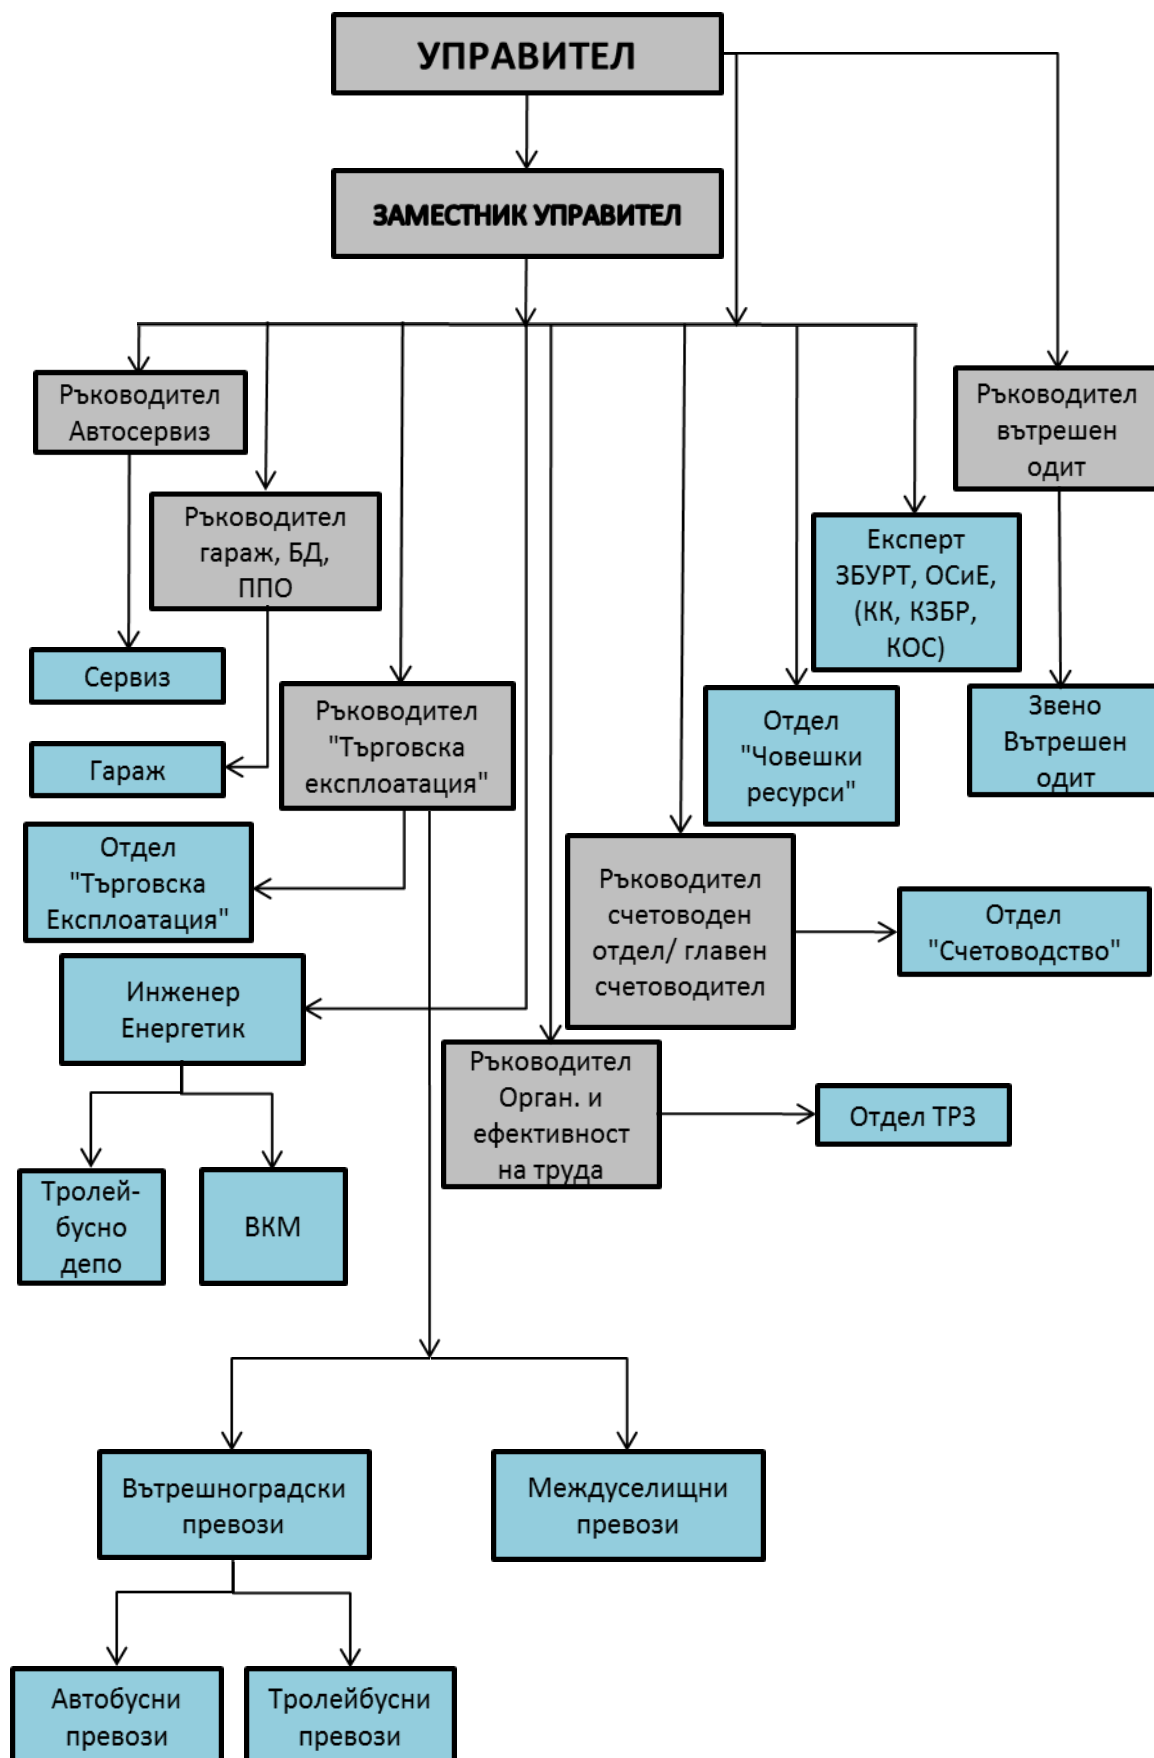 УПРАВИТЕЛ
ЗАМЕСТНИК УПРАВИТЕЛ
Ръководител
Автосервиз
Ръководител
вътрешен
одит
Ръководител
гараж, БД,
ППО
Експерт
ЗБУРТ, ОСиЕ,
(КК, КЗБР,
КОС)
Сервиз
Ръководител
"Търговска
експлоатация"
Отдел
"Човешки
ресурси"
Звено
Вътрешен
одит
Гараж
Отдел
"Търговска
Експлоатация"
Ръководител
счетоводен
отдел/ главен
счетоводител
Отдел
"Счетоводство"
Инженер
Енергетик
Ръководител
Орган. и
ефективност
на труда
Отдел ТРЗ
Тролей-
бусно
депо
ВКМ
Вътрешноградски
превози
Междуселищни
превози
Автобусни
превози
Тролейбусни
превози